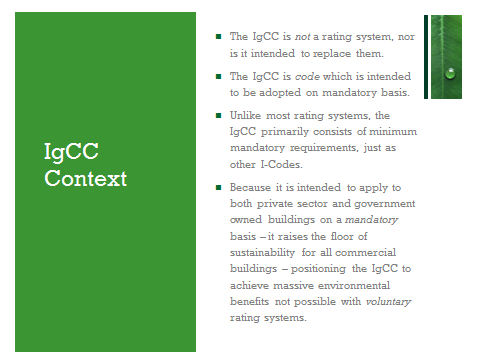 IgCC
Context
The IgCC is not a rating system, nor
is it intended to replace them.
The IgCC is code which is intended
to be adopted on mandatory basis.
Unlike most rating systems, the
IgCC primarily consists of minimum
mandatory requirements, just as
other I-Codes.
Because it is intended to apply to
both private sector and government
owned buildings on a mandatory
basis – it raises the floor of
sustainability for all commercial
buildings – positioning the IgCC to
achieve massive environmental
benefits not possible with voluntary
rating systems.